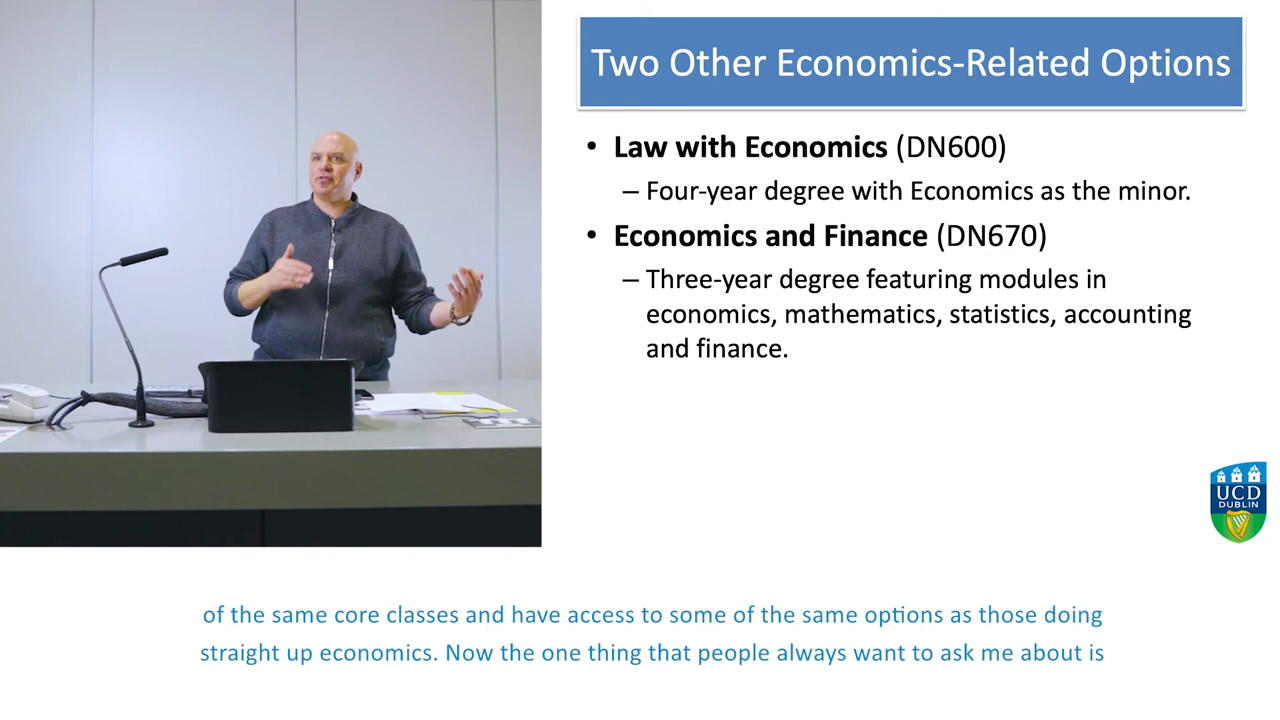 Two Other Economics-Related Options
• Law with Economics (DN600)
– Four-year degree with Economics as the minor.
• Economics and Finance (DN670)
– Three-year degree featuring modules in
economics, mathematics, statistics, accounting
and finance.
UCD
DUBLIN
of the same core classes and have access to some of the same options as those doing
straight up economics. Now the one thing that people always want to ask me about is